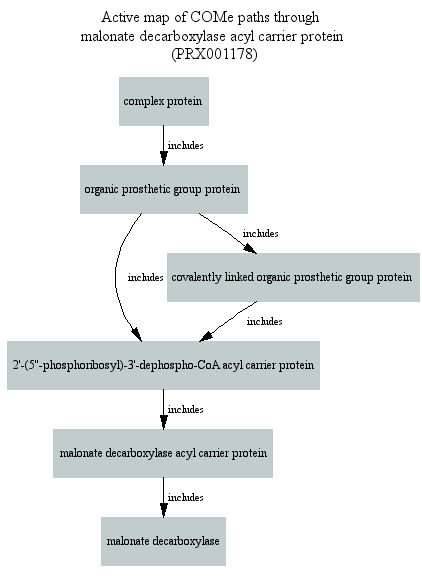 Active map of COMe paths through
malonate decarboxylase acyl carrier protein
(PRX001178)
complex protein
includes
organic prosthetic group protein
includes
includes
covalently linked organic prosthetic group protein
includes
2'-(5''-phosphoribosyl)-3'-dephospho-CoA acyl carrier protein
includes
malonate decarboxylase acyl carrier protein
includes
malonate decarboxylase